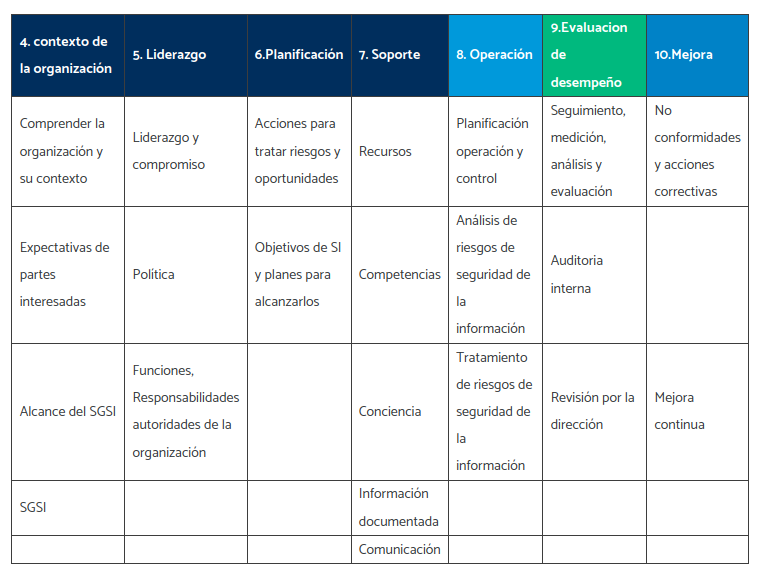 4. contexto de
la organización
5. Liderazgo
6.Planificación
7. Soporte
8. Operación
9.Evaluacion
de
desempeño
10.Mejora
Comprender la
organización y
su contexto
Liderazgo y
compromiso
Acciones para
tratar riesgos y
oportunidades
Recursos
Planificación
operación y
control
Seguimiento,
medición,
análisis y
evaluación
No
conformidades
y acciones
correctivas
Expectativas de
partes
interesadas
Política
Objetivos de SI
y planes para
alcanzarlos
Competencias
Análisis de
riesgos de
seguridad de
la
información
Auditoria
interna
Alcance del SGSI
Funciones,
Responsabilidades
autoridades de la
organización
Conciencia
Tratamiento
de riesgos de
seguridad de
la
información
Revisión por la
dirección
Mejora
continua
SGSI
Información
documentada
Comunicación